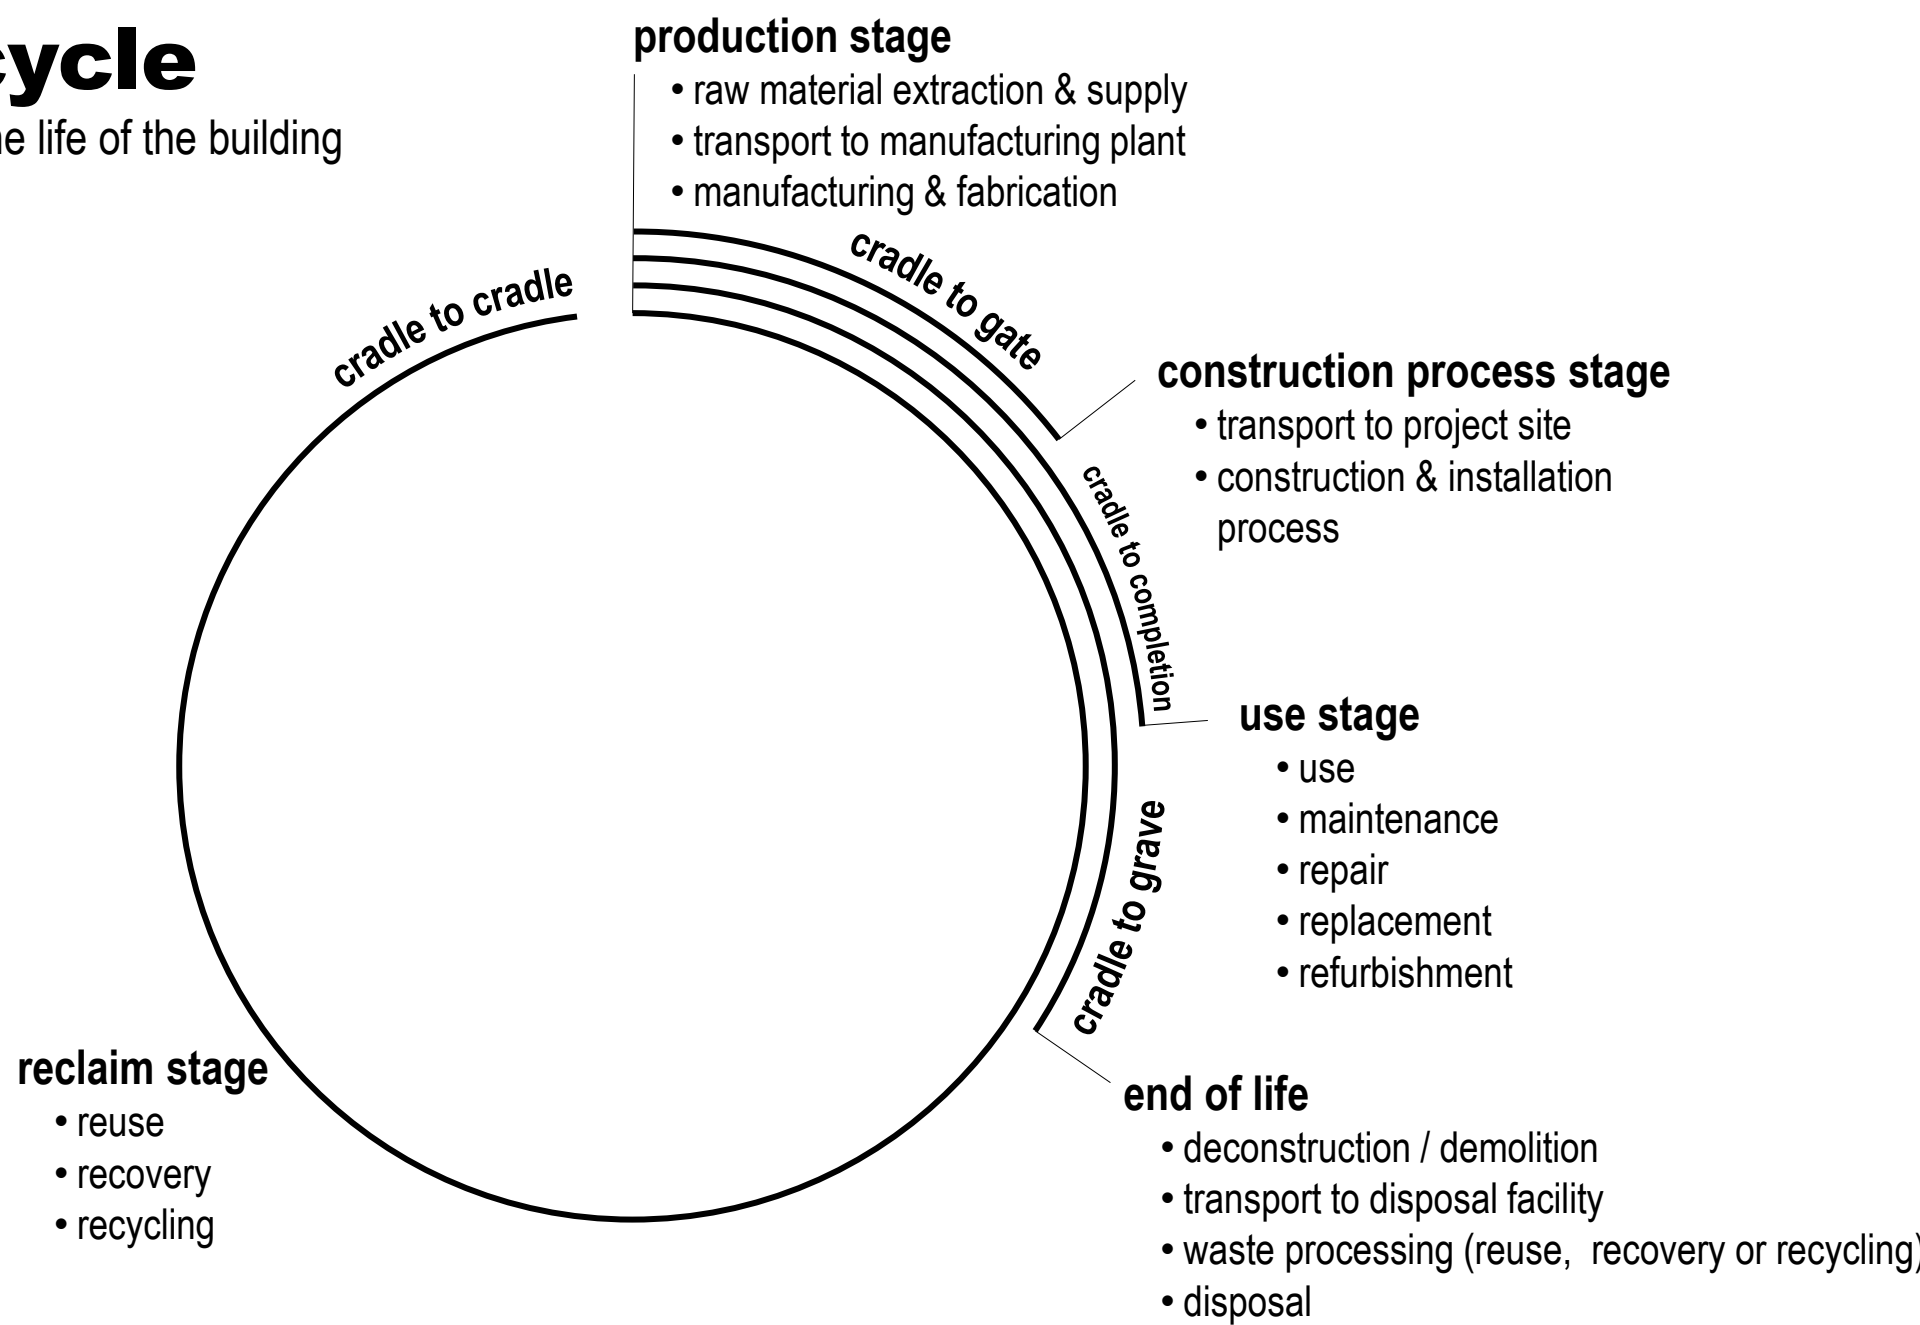 cycle
he life of the building
production stage
• raw material extraction & supply
• transport to manufacturing plant
• manufacturing & fabrication
cradle to gate
cradle to cradle
construction process stage
• transport to project site
• construction & installation
process
cradle to completion
use stage
• use
• maintenance
• repair
• replacement
• refurbishment
cradle to grave
end of life
• deconstruction / demolition
• transport to disposal facility
• waste processing (reuse,  recovery or recycling)
• disposal
reclaim stage
• reuse
• recovery
• recycling